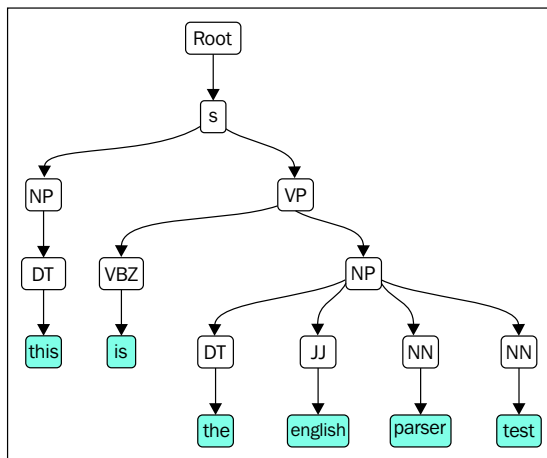 Root
s
NP VP
DT VBZ NP
this is DT JJ NN NN
the english parser test